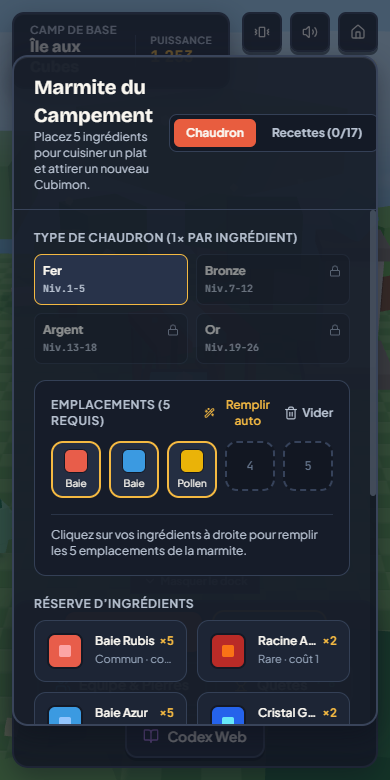 CAMP DE BASE
Île aux
Cubes
PUISSANCE
1 253
Marmite du
Campement
Placez 5 ingrédients
pour cuisiner un plat
et attirer un nouveau
Cubimon.
Chaudron
Recettes (0/17)
TYPE DE CHAUDRON (1× PAR INGRÉDIENT)
Fer
Niv.1-5
Bronze
Niv.7-12
Argent
Niv.13-18
Or
Niv.19-26
EMPLACEMENTS (5
REQUIS)
Remplir
auto
Vider
Baie
Baie
Pollen
4
5
Cliquez sur vos ingrédients à droite pour remplir
les 5 emplacements de la marmite.
RÉSERVE D'INGRÉDIENTS
Baie Rubis ×5
Commun · co...
Racine A... ×2
Rare · coût 1
Baie Azur ×5
Cristal G... ×2
Codex Web